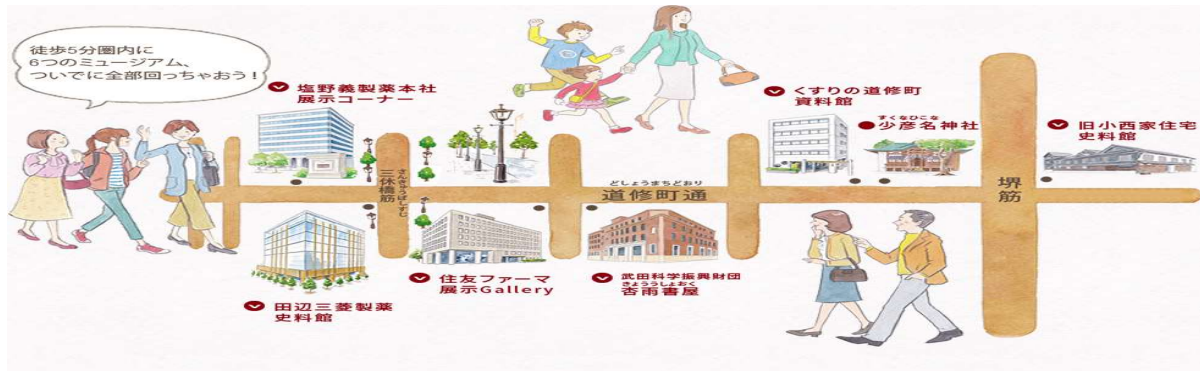 徒歩5分圏内に
6つのミュージアム、
ついでに全部回っちゃおう！
塩野義製薬本社
展示コーナー
くすりの道修町
資料館
すくなひこな
少彦名神社
旧小西家住宅
史料館
さんきゅうばしすじ
三休橋筋
どしょうまちどおり
道修町通
堺筋
田辺三菱製薬
史料館
住友ファーマ
展示Gallery
武田科学振興財団
きょううしょおく
杏雨書屋